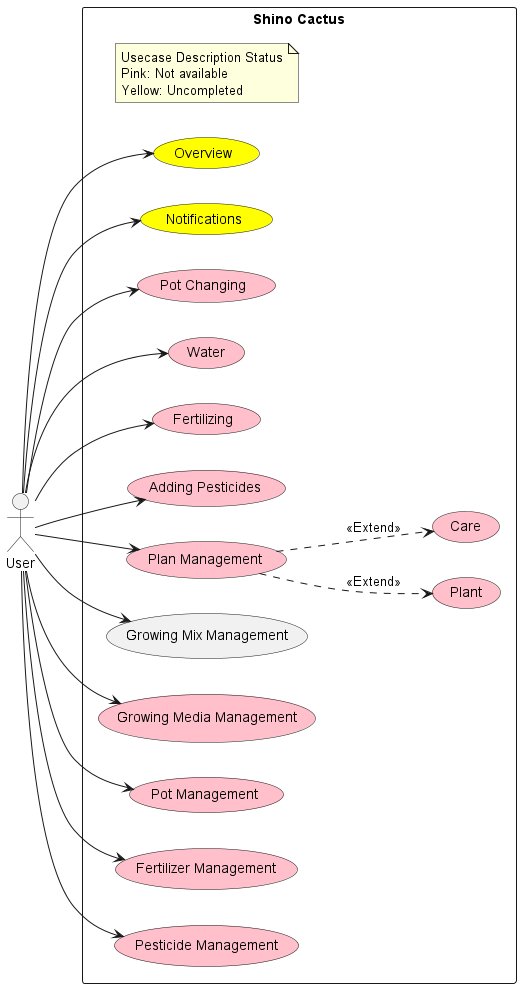 Shino Cactus
Usecase Description Status
Pink: Not available
Yellow: Uncompleted
Overview
Notifications
Pot Changing
Water
Fertilizing
Adding Pesticides
«Extend»
Care
Plan Management
«Extend»
Plant
User
Growing Mix Management
Growing Media Management
Pot Management
Fertilizer Management
Pesticide Management